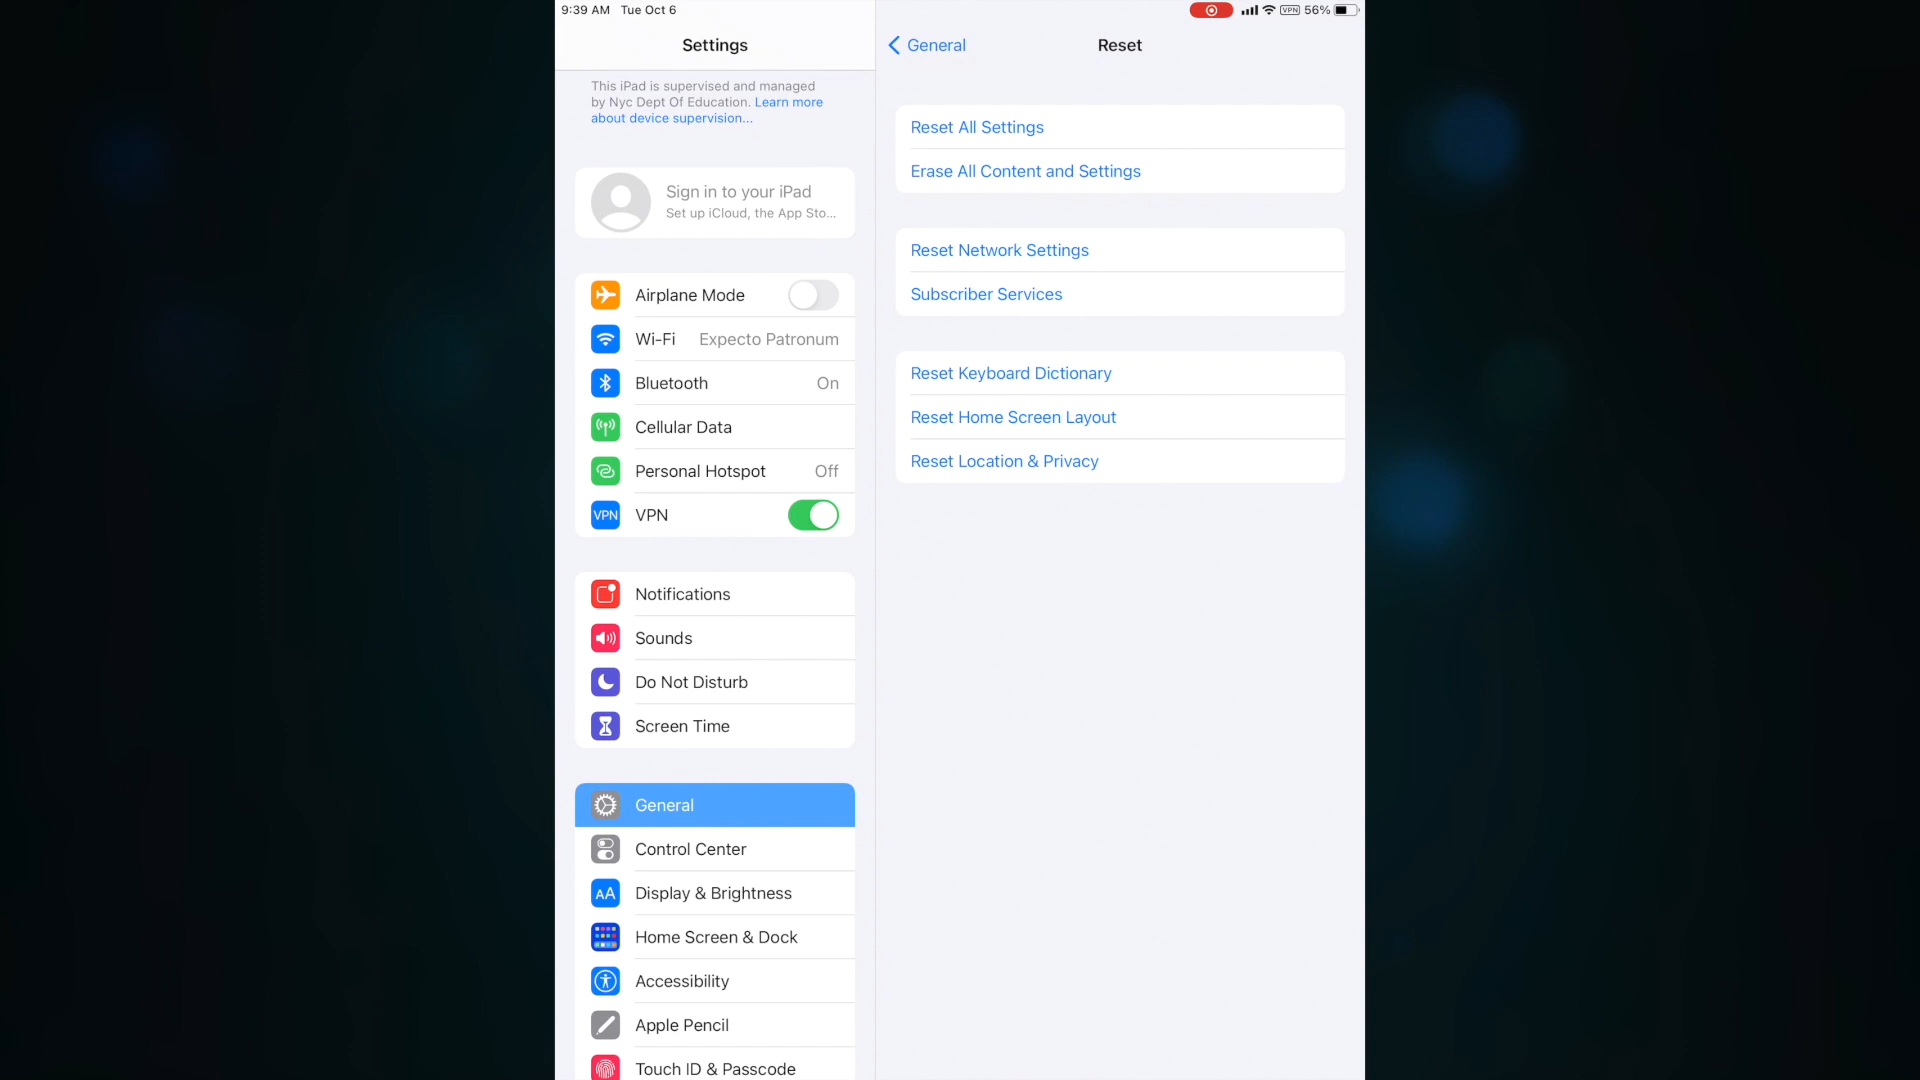 9:39 AM Tue Oct 6
VPN 56%
Settings
This iPad is supervised and managed
by Nyc Dept Of Education. Learn more
about device supervision...
Sign in to your iPad
Set up iCloud, the App Sto...
Airplane Mode
Wi-Fi Expecto Patronum
Bluetooth On
Cellular Data
Personal Hotspot Off
VPN VPN
Notifications
Sounds
Do Not Disturb
Screen Time
General
Control Center
AA Display & Brightness
Home Screen & Dock
Accessibility
Apple Pencil
Touch ID & Passcode
General
Reset
Reset All Settings
Erase All Content and Settings
Reset Network Settings
Subscriber Services
Reset Keyboard Dictionary
Reset Home Screen Layout
Reset Location & Privacy